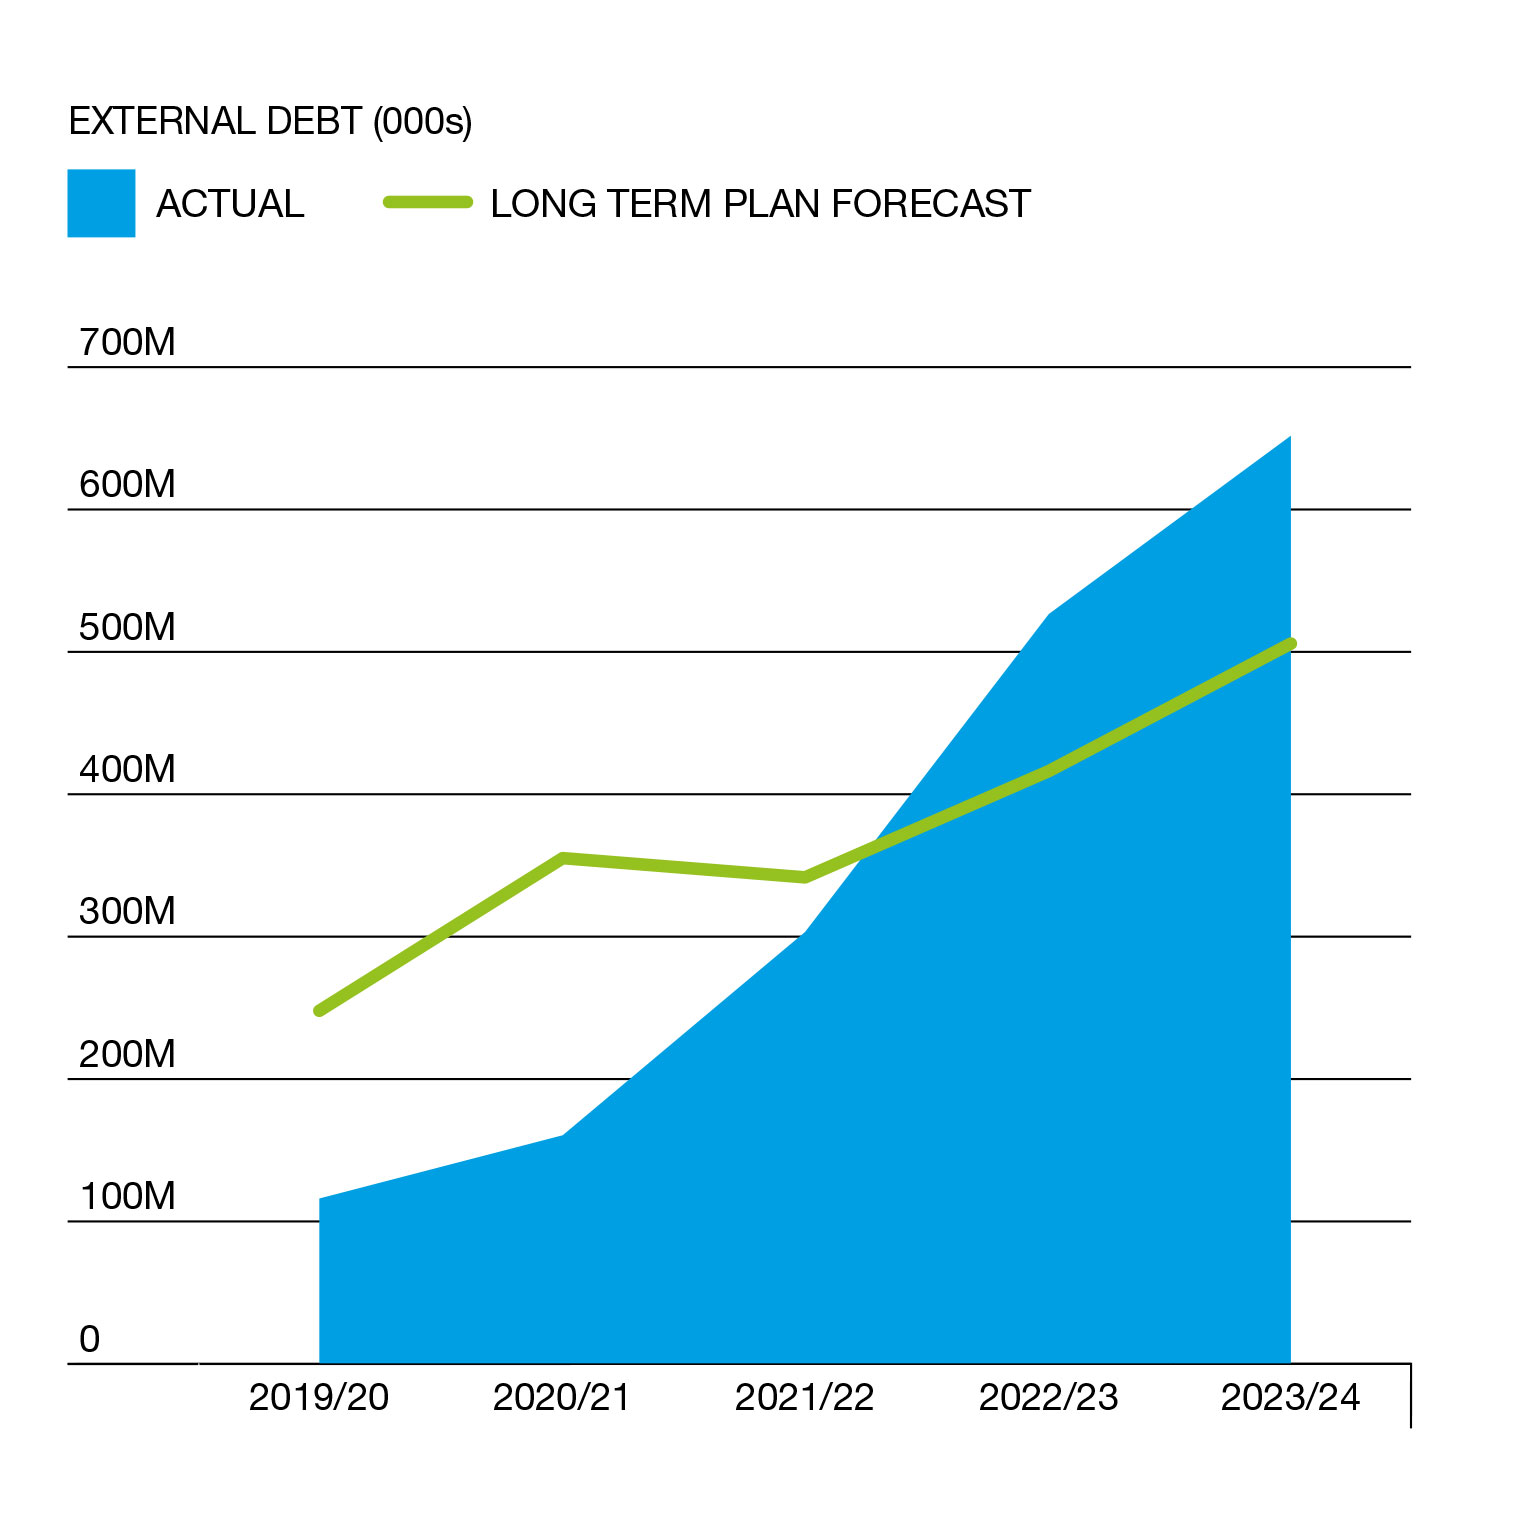 EXTERNAL DEBT (000s)
ACTUAL LONG TERM PLAN FORECAST
700M
600M
500M
400M
300M
200M
100M
0
2019/20 2020/21 2021/22 2022/23 2023/24